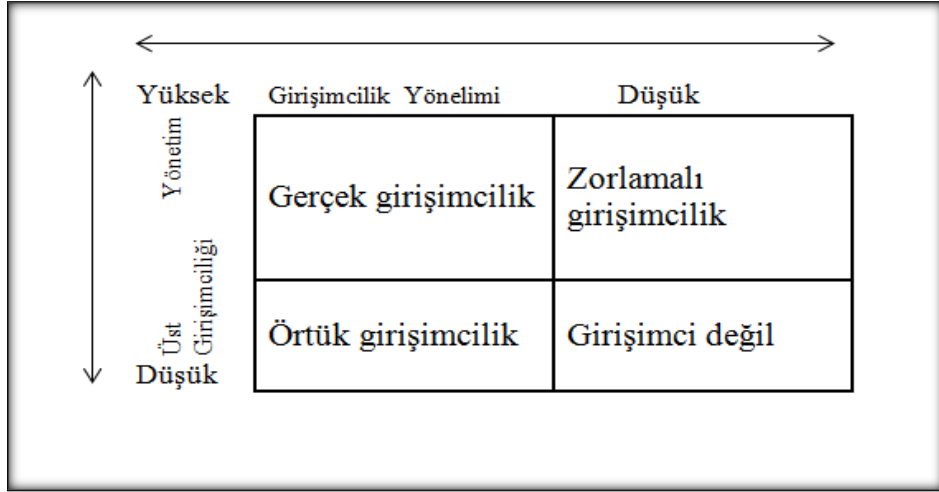 Yüksek Girişimcilik Yönelimi Düşük
Yönetim
Üst
Girişimciliği
Düşük
Gerçek girişimcilik
Zorlamalı
girişimcilik
Örtük girişimcilik
Girişimci değil